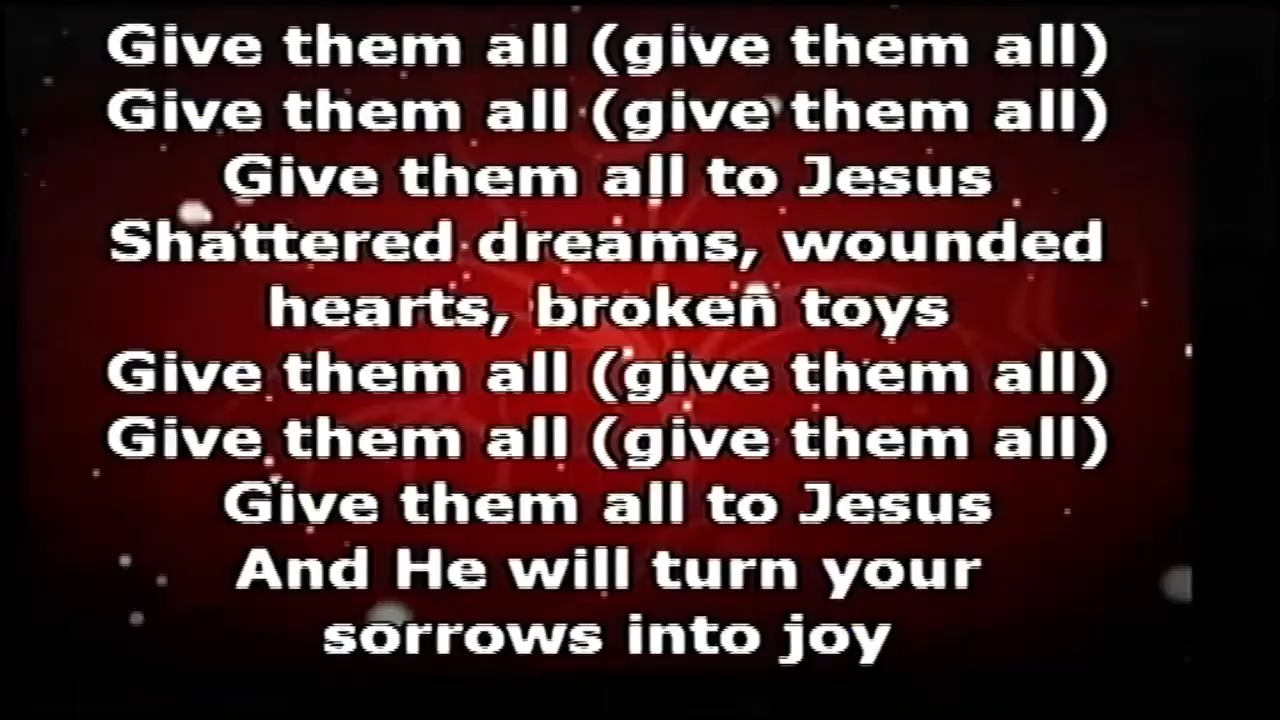 Give them all (give them all)
Give them all (give them all)
Give them all to Jesus
Shattered dreams, wounded
hearts, broken toys
Give them all (give them all)
Give them all (give them all)
Give them all to Jesus
And He will turn your
sorrows into joy